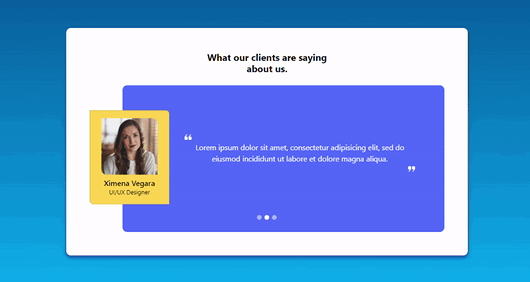 What our clients are saying
about us.
❝
Lorem ipsum dolor sit amet, consectetur adipisicing elit, sed do
eiusmod incididunt ut labore et dolore magna aliqua.
❞
Ximena Vegara
UI/UX Designer